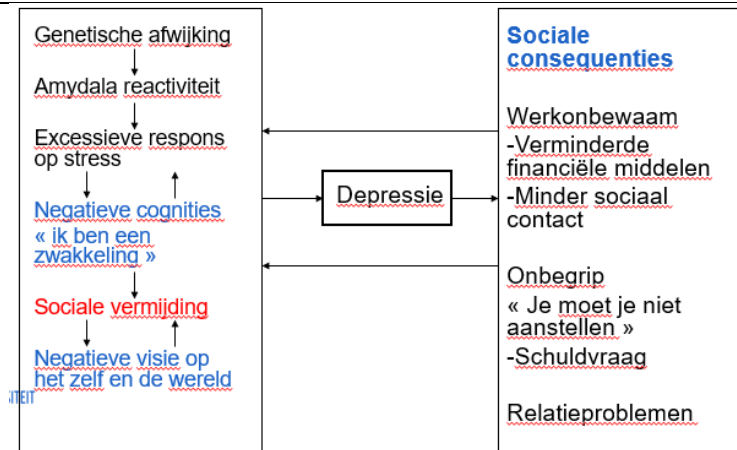 Genetische afwijking
Amydala reactiviteit
Excessieve respons
op stress
Negatieve cognities
« ik ben een
zwakkeling »
Sociale vermijding
Negatieve visie op
het zelf en de wereld
SITEIT
Depressie
Sociale
consequenties
Werkonbewaam
-Verminderde
financiële middelen
-Minder sociaal
contact
Onbegrip
« Je moet je niet
aanstellen »
-Schuldvraag
Relatieproblemen